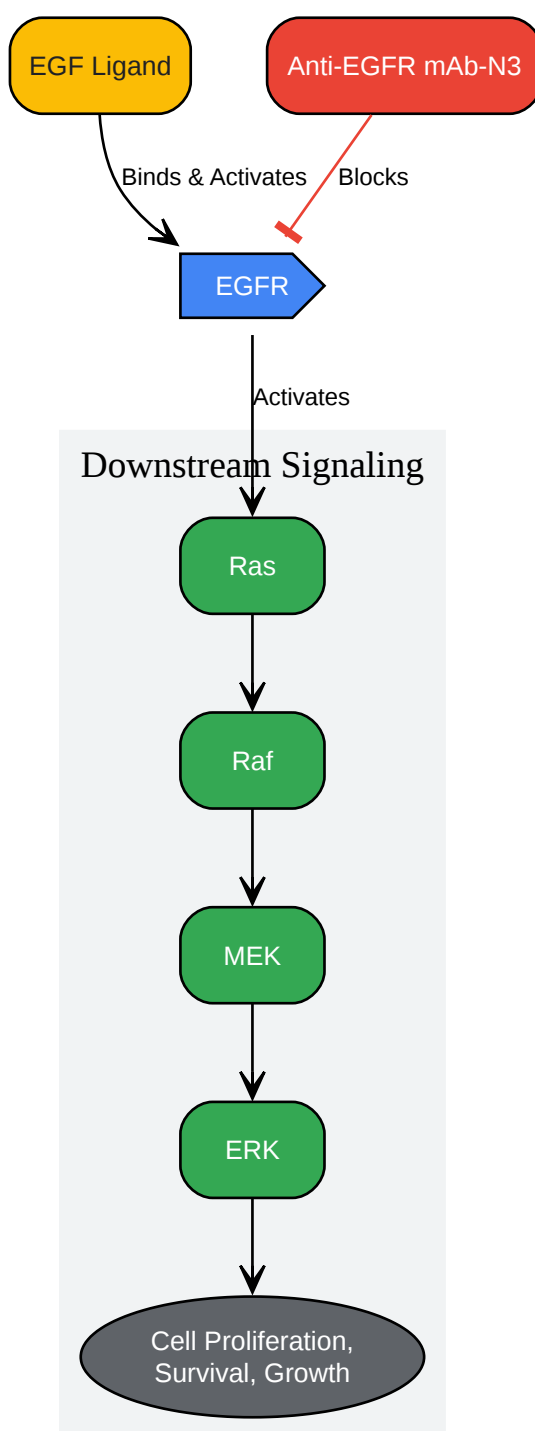 EGF Ligand
Anti-EGFR mAb-N3
Binds & Activates
Blocks
EGFR
Activates
Downstream Signaling
Ras
Raf
MEK
ERK
Cell Proliferation,
Survival, Growth